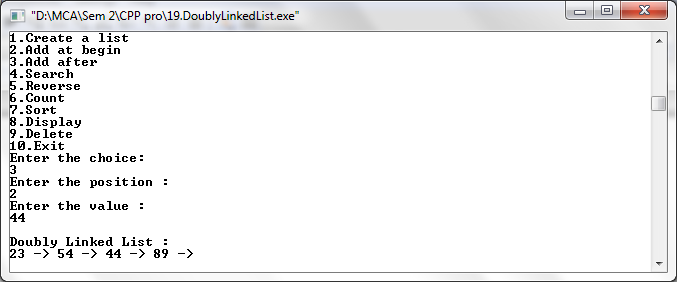 "D:\MCA\Sem 2\CPP pro\19.DoublyLinkedList.exe"
1.Create a list
2.Add at begin
3.Add after
4.Search
5.Reverse
6.Count
7.Sort
8.Display
9.Delete
10.Exit
Enter the choice:
3
Enter the position :
2
Enter the value :
44
Doubly Linked List :
23 -> 54 -> 44 -> 89 ->